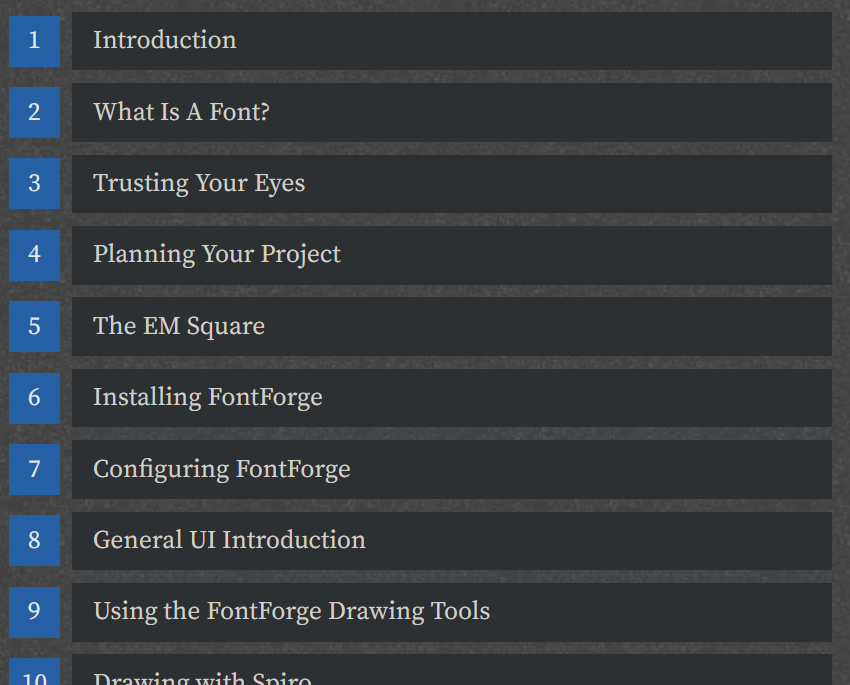 1 Introduction
2 What Is A Font?
3 Trusting Your Eyes
4 Planning Your Project
5 The EM Square
6 Installing FontForge
7 Configuring FontForge
8 General UI Introduction
9 Using the FontForge Drawing Tools
10 Drawing with Spiro